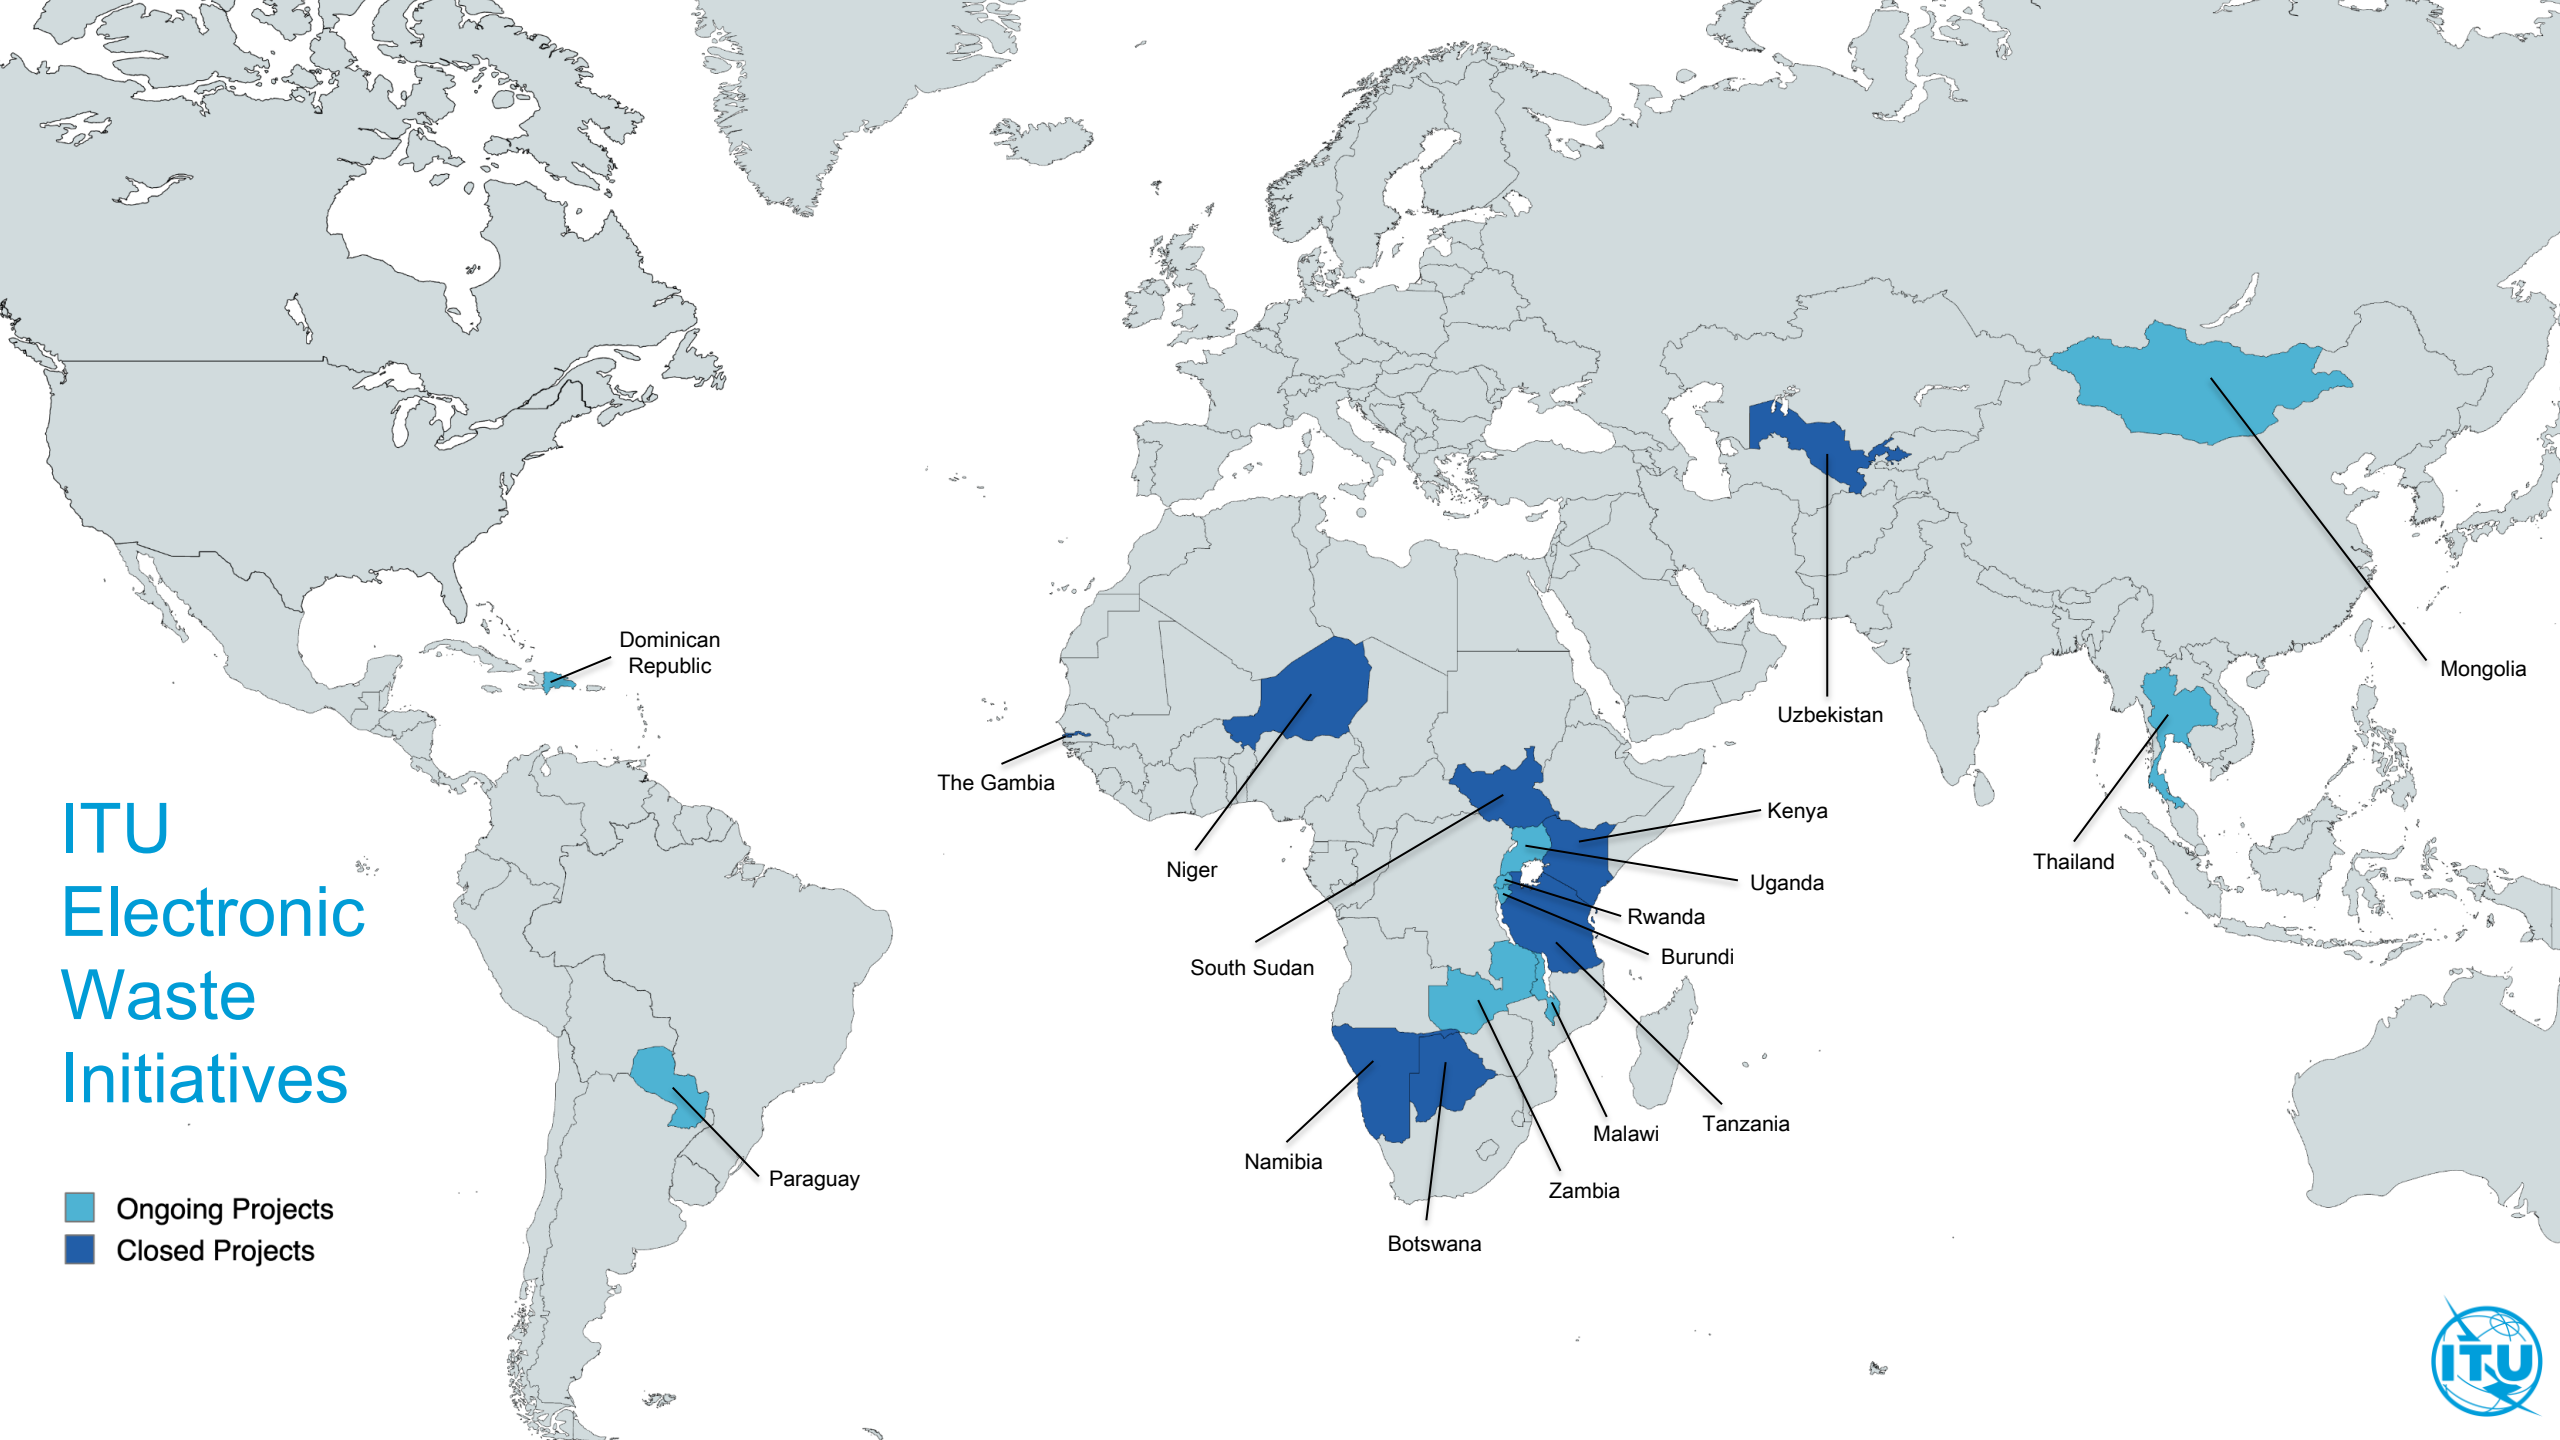 ITU
Electronic
Waste
Initiatives
Ongoing Projects
Closed Projects
Dominican
Republic
Paraguay
The Gambia
Niger
South Sudan
Namibia
Botswana
Zambia
Malawi
Tanzania
Burundi
Rwanda
Uganda
Kenya
Uzbekistan
Thailand
Mongolia
ITU